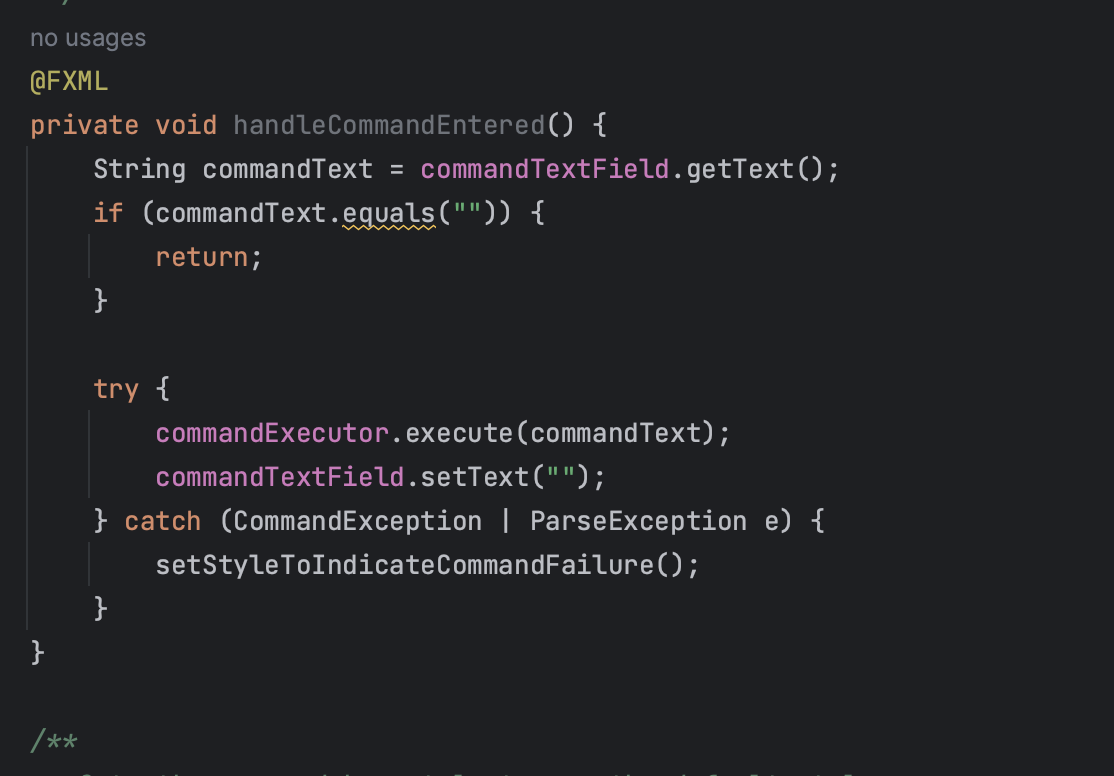 no usages
@FXML
private void handleCommandEntered() {
    String commandText = commandTextField.getText();
    if (commandText.equals("")) {
        return;
    }

    try {
        commandExecutor.execute(commandText);
        commandTextField.setText("");
    } catch (CommandException | ParseException e) {
        setStyleToIndicateCommandFailure();
    }
}

/**